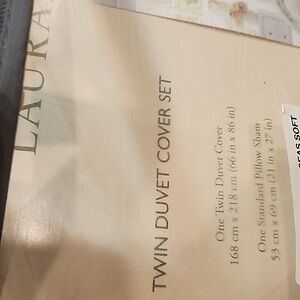 LAURA
TWIN DUVET COVER SET
One Twin Duvet Cover
168 cm x 218 cm (66 in x 86 in)
One Standard Pillow Sham
53 cm x 69 cm (21 in x 27 in)
SOFT